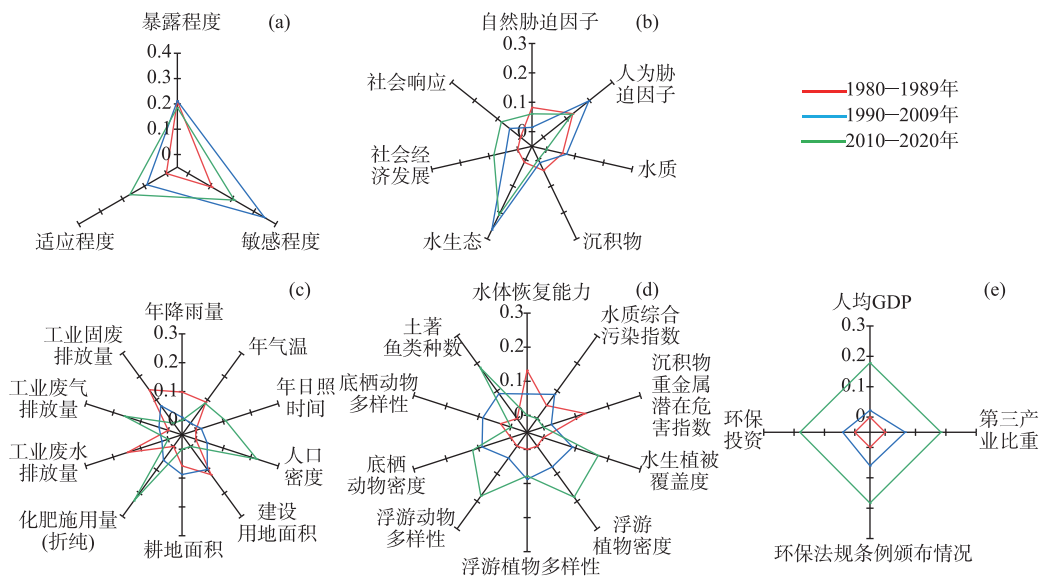 暴露程度
(a)
0.4
0.3
0.2
0.1
0
适应程度
敏感程度
自然胁迫因子
(b)
0.3
0.2
0.1
0
社会响应
人为胁
迫因子
社会经
济发展
水质
水生态
沉积物
1980—1989年
1990—2009年
2010—2020年
(c)
年降雨量
0.3
0.2
0.1
0
工业固废
排放量
年气温
工业废气
排放量
年日照
时间
工业废水
排放量
人口
密度
化肥施用量
(折纯)
建设
用地面积
耕地面积
水体恢复能力
(d)
0.3
0.2
0.1
0
土著
鱼类种数
水质综合
污染指数
底栖动物
多样性
沉积物
重金属
潜在危
害指数
底栖
动物密度
水生植被
覆盖度
浮游动物
多样性
浮游
植物密度
浮游植物多样性
(e)
人均GDP
0.3
0.2
0.1
0
环保
投资
第三产
业比重
环保法规条例颁布情况